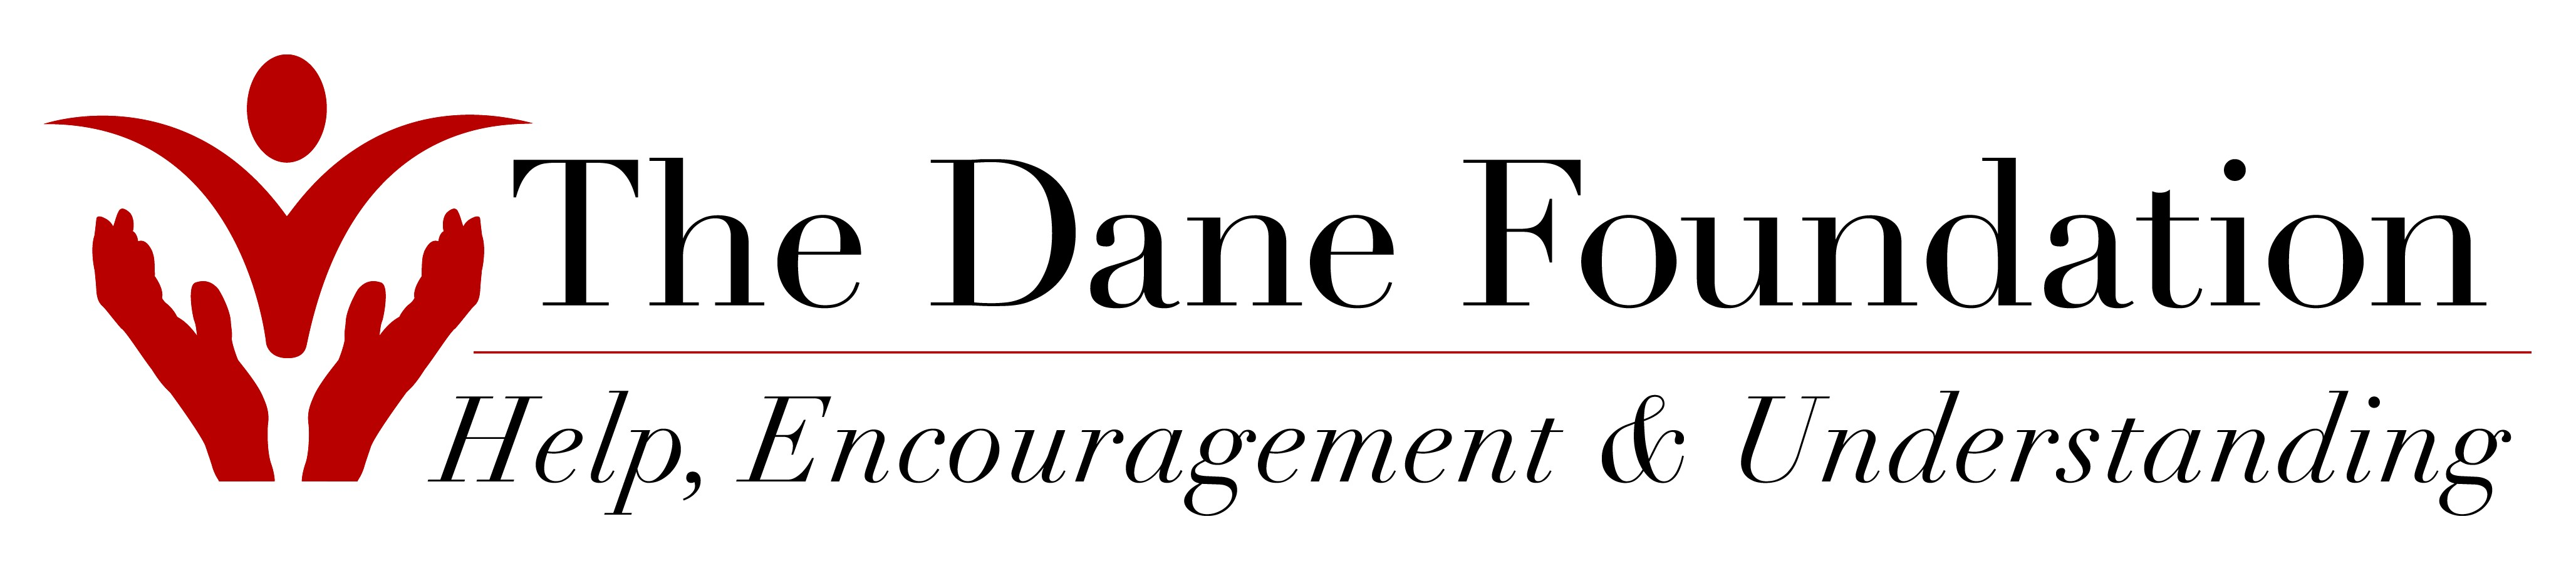 The Dane Foundation
Help, Encouragement & Understanding